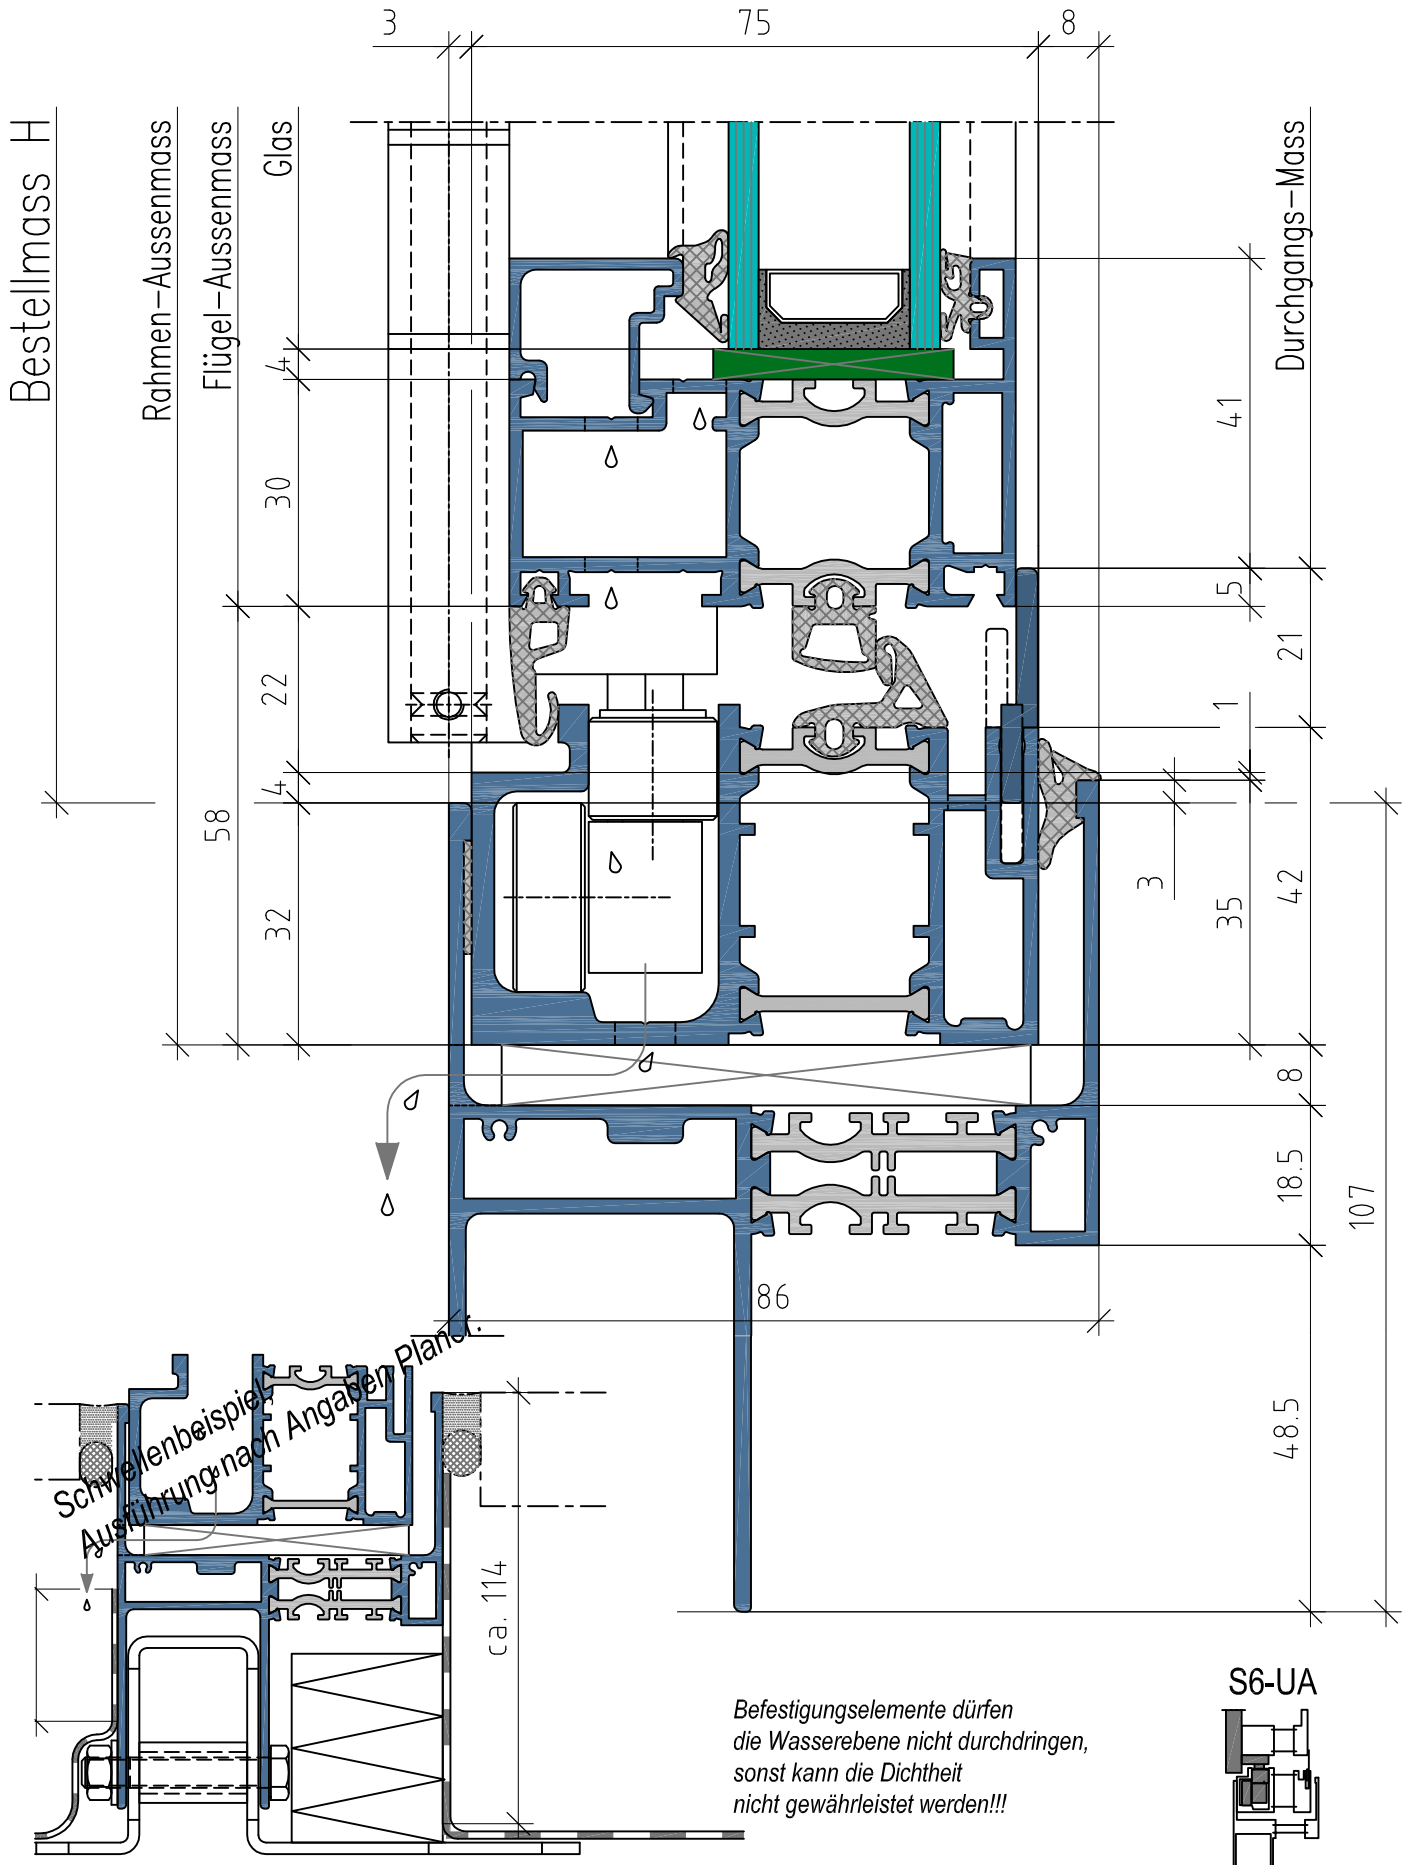 3
75
8
Bestellmass H
Rahmen-Aussenmass
Flügel-Aussenmass
Glas
Durchgangs-Mass
4
41
30
5
21
22
1
4
58
3
42
35
32
8
18.5
107
86
48.5
Schwellenbeispiel,
Ausführung nach Angaben Planer.
ca. 114
S6-UA
Befestigungselemente dürfen
die Wasserebene nicht durchdringen,
sonst kann die Dichtheit
nicht gewährleistet werden!!!